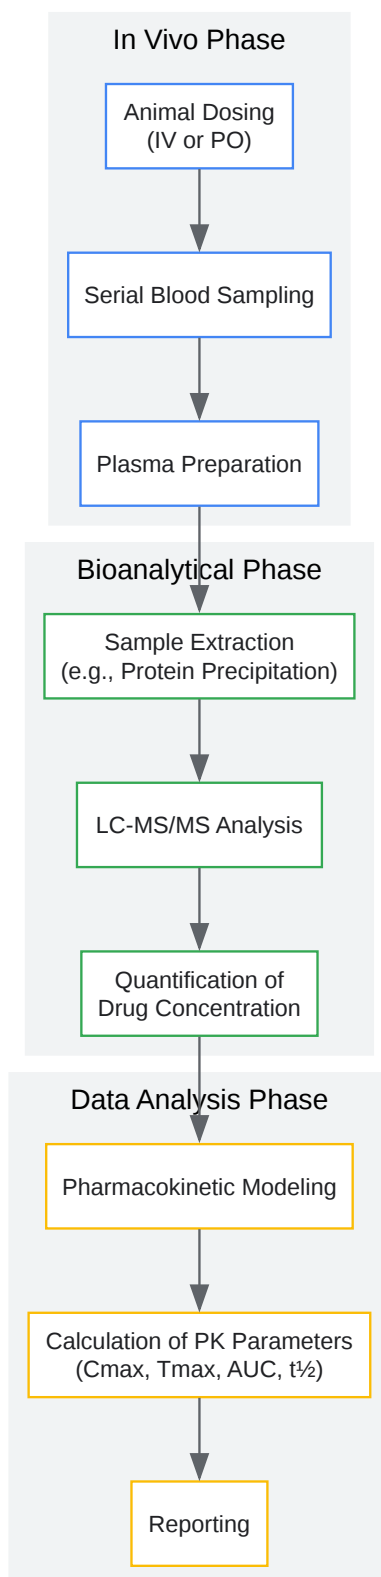 In Vivo Phase
Animal Dosing
(IV or PO)
Serial Blood Sampling
Plasma Preparation
Bioanalytical Phase
Sample Extraction
(e.g., Protein Precipitation)
LC-MS/MS Analysis
Quantification of
Drug Concentration
Data Analysis Phase
Pharmacokinetic Modeling
Calculation of PK Parameters
(Cmax, Tmax, AUC, t½)
Reporting